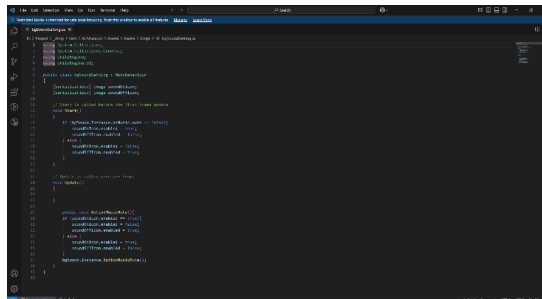 File Edit Selection View Go Run Terminal Help
Search
Restricted Mode is intended for safe code browsing. Trust this window to enable all features. Manage Learn More
bgSoundSetting.cs
using System.Collections;
using System.Collections.Generic;
using UnityEngine;
using UnityEngine.UI;
public class bgSoundSetting : MonoBehaviour
{
[SerializeField] Image soundOnIcon;
[SerializeField] Image soundOffIcon;
// Start is called before the first frame update
void Start()
{
if (bgSound.Instance.
== false){
soundOnIcon.enabled = true;
soundOffIcon.enabled = false;
} else {
soundOnIcon.enabled = false;
soundOffIcon.enabled = true;
}
}
// Update is called once per frame
void Update()
{
}
public void ButtonMusicMute(){
if (soundOnIcon.enabled == true){
soundOnIcon.enabled = false;
soundOffIcon.enabled = true;
} else {
soundOnIcon.enabled = true;
soundOffIcon.enabled = false;
}
bgSound.Instance.ButtonMusicMute();
}
}